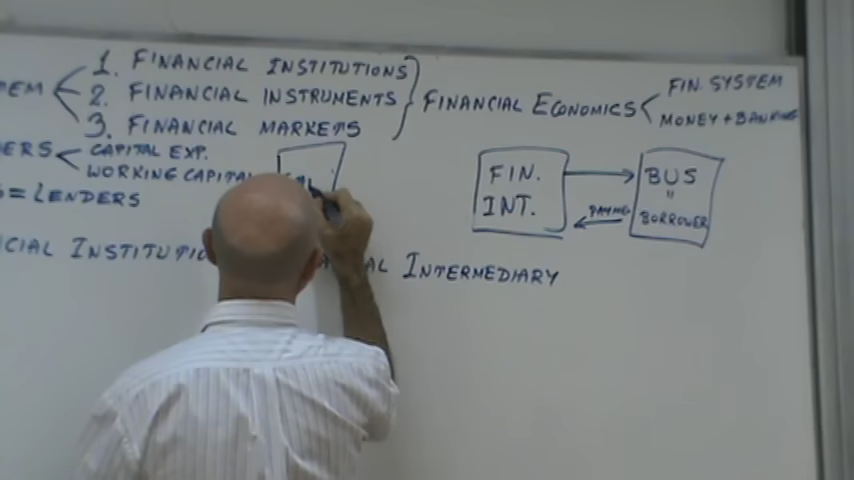 1. FINANCIAL INSTITUTIONS
2. FINANCIAL INSTRUMENTS
3. FINANCIAL MARKETS
FINANCIAL ECONOMICS
FIN. SYSTEM
MONEY + BANKING
CAPITAL EXP.
WORKING CAPITAL
= LENDERS
FIN.
INT.
BUS
=
BORROWER
INTERMEDIARY